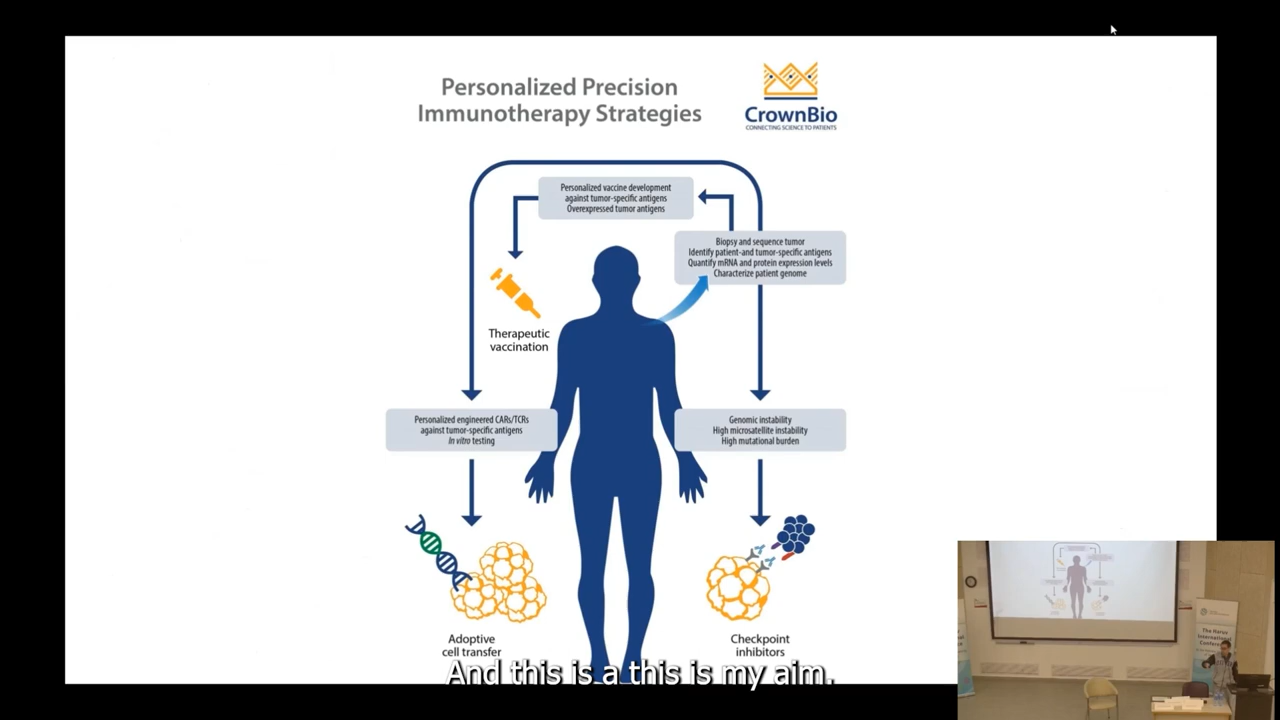 Personalized Precision
Immunotherapy Strategies
CrownBio
CONNECTING SCIENCE TO PATIENTS
Personalized vaccine development
against tumor-specific antigens
Overexpressed tumor antigens
Biopsy and sequence tumor
Identify patient-and tumor-specific antigens
Quantify mRNA and protein expression levels
Characterize patient genome
Therapeutic
vaccination
Personalized engineered CARs/TCRs
against tumor-specific antigens
In vitro testing
Genomic instability
High microsatellite instability
High mutational burden
Adoptive
cell transfer
Checkpoint
inhibitors
And this is a this is my aim.
International